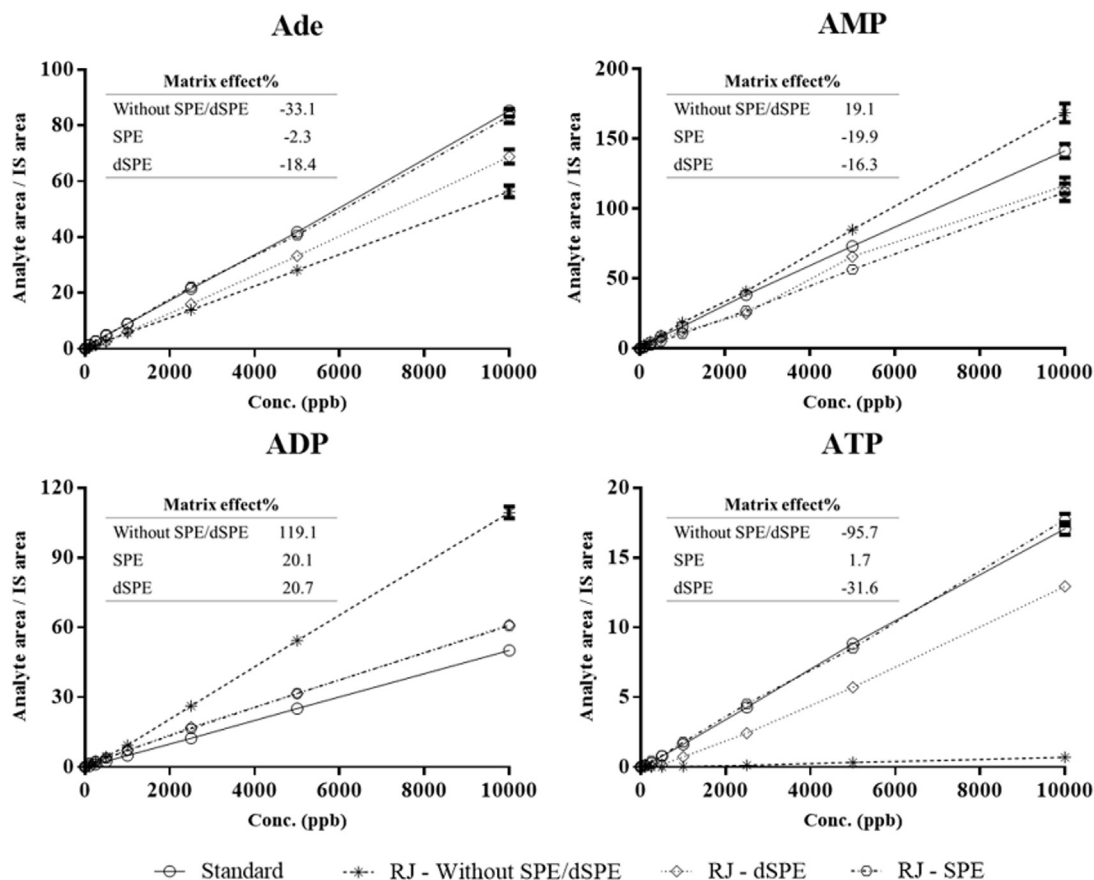 Ade
Matrix effect%
Without SPE/dSPE -33.1
SPE -2.3
dSPE -18.4
Analyte area / IS area
100
80
60
40
20
0
0 2000 4000 6000 8000 10000
Conc. (ppb)
AMP
Matrix effect%
Without SPE/dSPE 19.1
SPE -19.9
dSPE -16.3
Analyte area / IS area
200
150
100
50
0
0 2000 4000 6000 8000 10000
Conc. (ppb)
ADP
Matrix effect%
Without SPE/dSPE 119.1
SPE 20.1
dSPE 20.7
Analyte area / IS area
120
90
60
30
0
0 2000 4000 6000 8000 10000
Conc. (ppb)
ATP
Matrix effect%
Without SPE/dSPE -95.7
SPE 1.7
dSPE -31.6
Analyte area / IS area
20
15
10
5
0
0 2000 4000 6000 8000 10000
Conc. (ppb)
Standard RJ - Without SPE/dSPE RJ - dSPE RJ - SPE